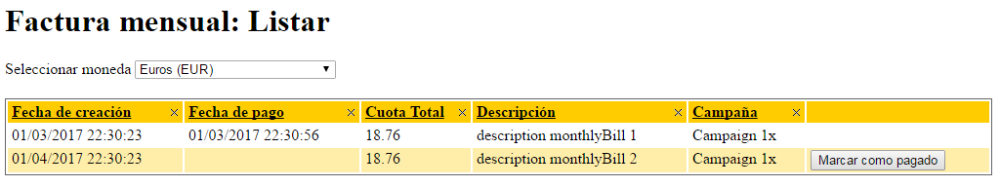 Factura mensual: Listar
Seleccionar moneda Euros (EUR)
Fecha de creación Fecha de pago Cuota Total Descripción Campaña
01/03/2017 22:30:23 01/03/2017 22:30:56 18.76 description monthlyBill 1 Campaign 1x
01/04/2017 22:30:23 18.76 description monthlyBill 2 Campaign 1x Marcar como pagado